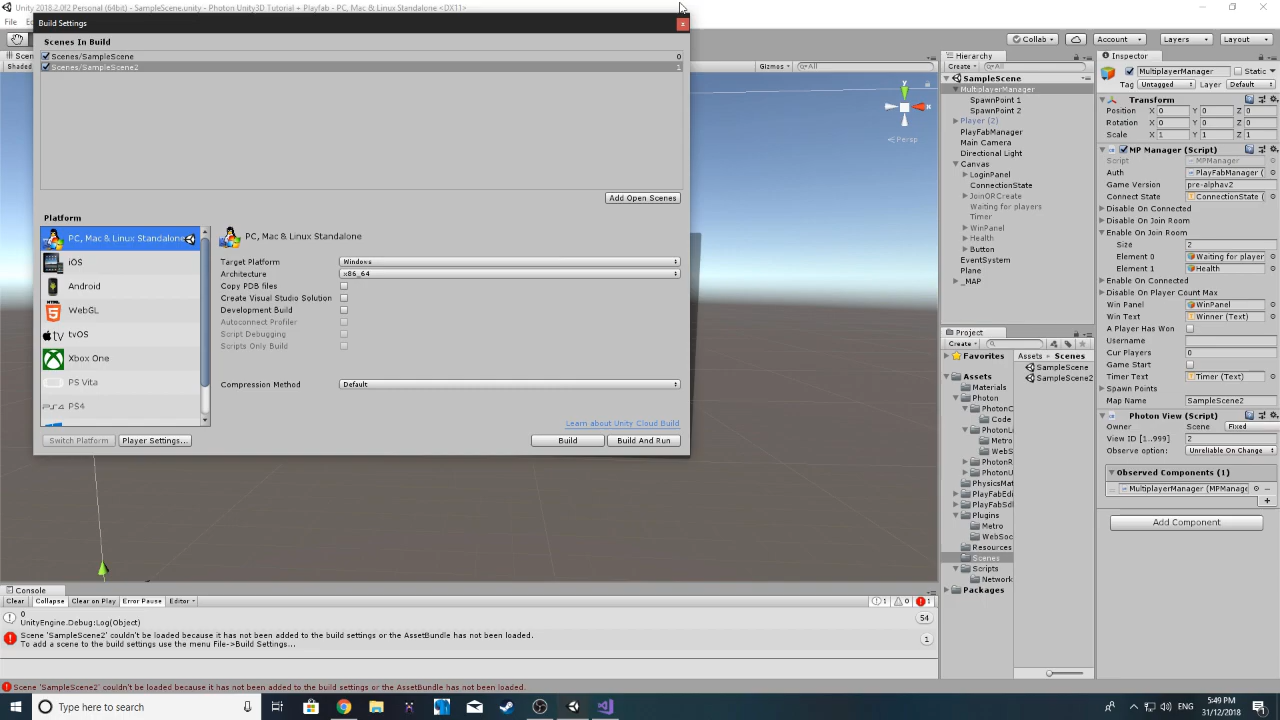 Unity 2018.2.0f2 Personal (64bit) - SampleScene.unity - Photon Unity3D Tutorial + Playfab - PC, Mac & Linux Standalone <DX11>
File
Build Settings
Scenes In Build
Scenes/SampleScene 0
Scenes/SampleScene2 1
Add Open Scenes
Platform
PC, Mac & Linux Standalone
iOS
Android
WebGL
tvOS
Xbox One
PS Vita
PS4
Switch Platform
Player Settings...
PC, Mac & Linux Standalone
Target Platform Windows
Architecture x86_64
Copy PDB files
Create Visual Studio Solution
Development Build
Autoconnect Profiler
Script Debugging
Scripts Only Build
Compression Method Default
Learn about Unity Cloud Build
Build
Build And Run
Shaded
Gizmos
All
y
x
Persp
Collab
Account
Layers
Layout
Hierarchy
Create
All
SampleScene
MultiplayerManager
SpawnPoint 1
SpawnPoint 2
Player (2)
PlayFabManager
Main Camera
Directional Light
Canvas
LoginPanel
ConnectionState
JoinORCreate
Waiting for players
Timer
WinPanel
Health
Button
EventSystem
Plane
_MAP
Project
Create
Favorites
Assets
Materials
Photon
PhotonC
Code
PhotonL
Metro
WebS
PhotonR
PhotonU
PhysicsMat
PlayFabEdi
PlayFabSd
Plugins
Metro
WebSoc
Resources
Scenes
Scripts
Network
Packages
Assets Scenes
SampleScene
SampleScene2
Inspector
MultiplayerManager Static
Tag Untagged Layer Default
Transform
Position X 0 Y 0 Z 0
Rotation X 0 Y 0 Z 0
Scale X 1 Y 1 Z 1
MP Manager (Script)
Script MPManager
Auth PlayFabManager (
Game Version pre-alphav2
Connect State ConnectionState (
Disable On Connected
Disable On Join Room
Enable On Join Room
Size 2
Element 0 Waiting for player
Element 1 Health
Enable On Connected
Disable On Player Count Max
Win Panel WinPanel
Win Text Winner (Text)
A Player Has Won
Username
Cur Players 0
Game Start
Timer Text Timer (Text)
Spawn Points
Map Name SampleScene2
Photon View (Script)
Owner Scene Fixed
View ID [1..999] 2
Observe option: Unreliable On Change
Observed Components (1)
MultiplayerManager (MPManage
Add Component
Console
Clear
Collapse
Clear on Play
Error Pause
Editor
1
0
1
0
UnityEngine.Debug:Log(Object)
54
Scene 'SampleScene2' couldn't be loaded because it has not been added to the build settings or the AssetBundle has not been loaded.
To add a scene to the build settings use the menu File->Build Settings...
1
Scene 'SampleScene2' couldn't be loaded because it has not been added to the build settings or the AssetBundle has not been loaded.
Type here to search
ENG
5:49 PM
31/12/2018